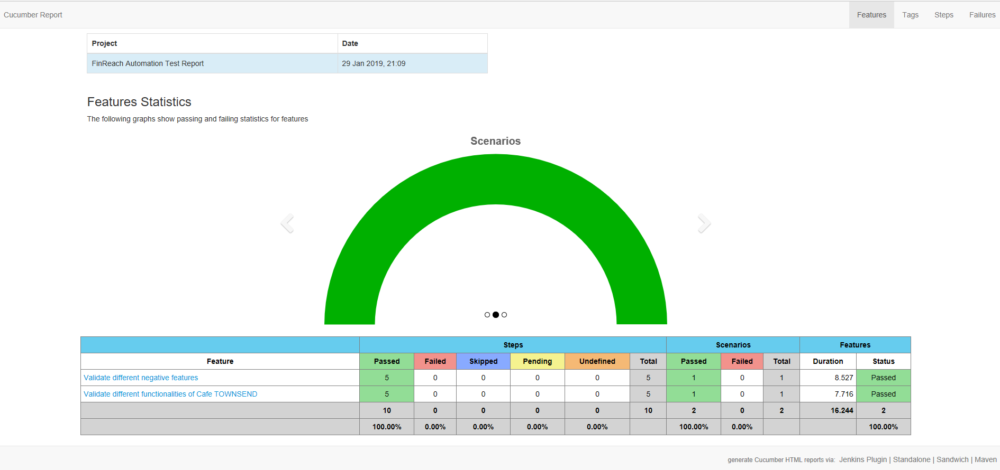 Cucumber Report Features Tags Steps Failures
Project Date
FinReach Automation Test Report 29 Jan 2019, 21:09
Features Statistics
The following graphs show passing and failing statistics for features
Scenarios
Steps Scenarios Features
Feature Passed Failed Skipped Pending Undefined Total Passed Failed Total Duration Status
Validate different negative features 5 0 0 0 0 5 1 0 1 8.527 Passed
Validate different functionalities of Cafe TOWNSEND 5 0 0 0 0 5 1 0 1 7.716 Passed
10 0 0 0 0 10 2 0 2 16.244 2
100.00% 0.00% 0.00% 0.00% 0.00% 100.00% 0.00% 100.00%
generate Cucumber HTML reports via: Jenkins Plugin | Standalone | Sandwich | Maven